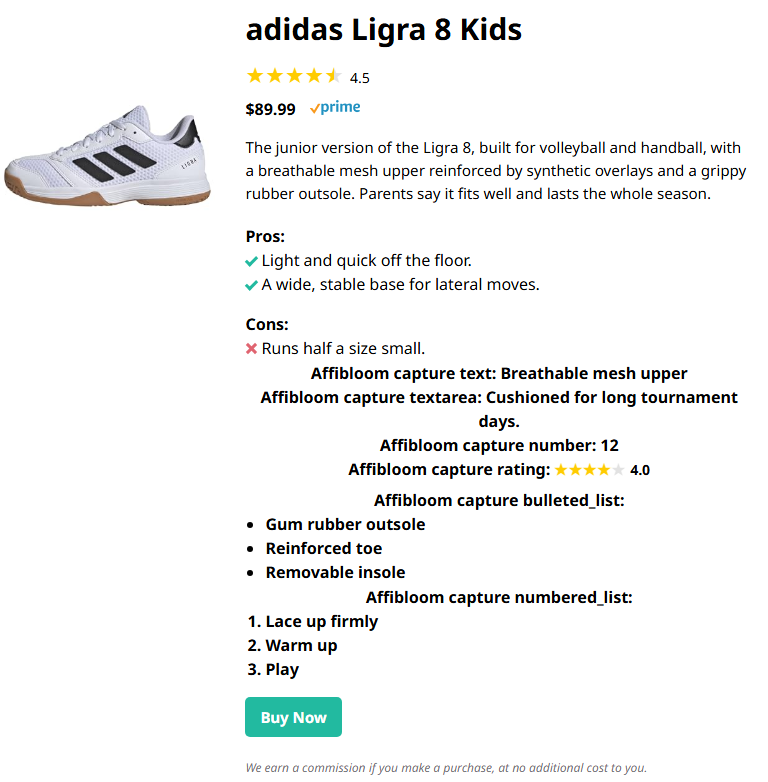 adidas Ligra 8 Kids
4.5
$89.99 prime
The junior version of the Ligra 8, built for volleyball and handball, with
a breathable mesh upper reinforced by synthetic overlays and a grippy
rubber outsole. Parents say it fits well and lasts the whole season.
Pros:
Light and quick off the floor.
A wide, stable base for lateral moves.
Cons:
Runs half a size small.
Affibloom capture text: Breathable mesh upper
Affibloom capture textarea: Cushioned for long tournament
days.
Affibloom capture number: 12
Affibloom capture rating: 4.0
Affibloom capture bulleted_list:
• Gum rubber outsole
• Reinforced toe
• Removable insole
Affibloom capture numbered_list:
1. Lace up firmly
2. Warm up
3. Play
Buy Now
We earn a commission if you make a purchase, at no additional cost to you.
LIGRA